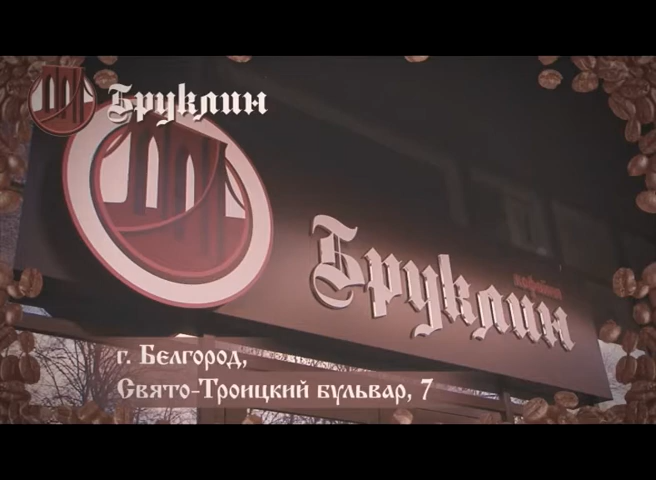 Бруклин
кофейня
Бруклин
г. Белгород,
Свято-Троицкий бульвар, 7